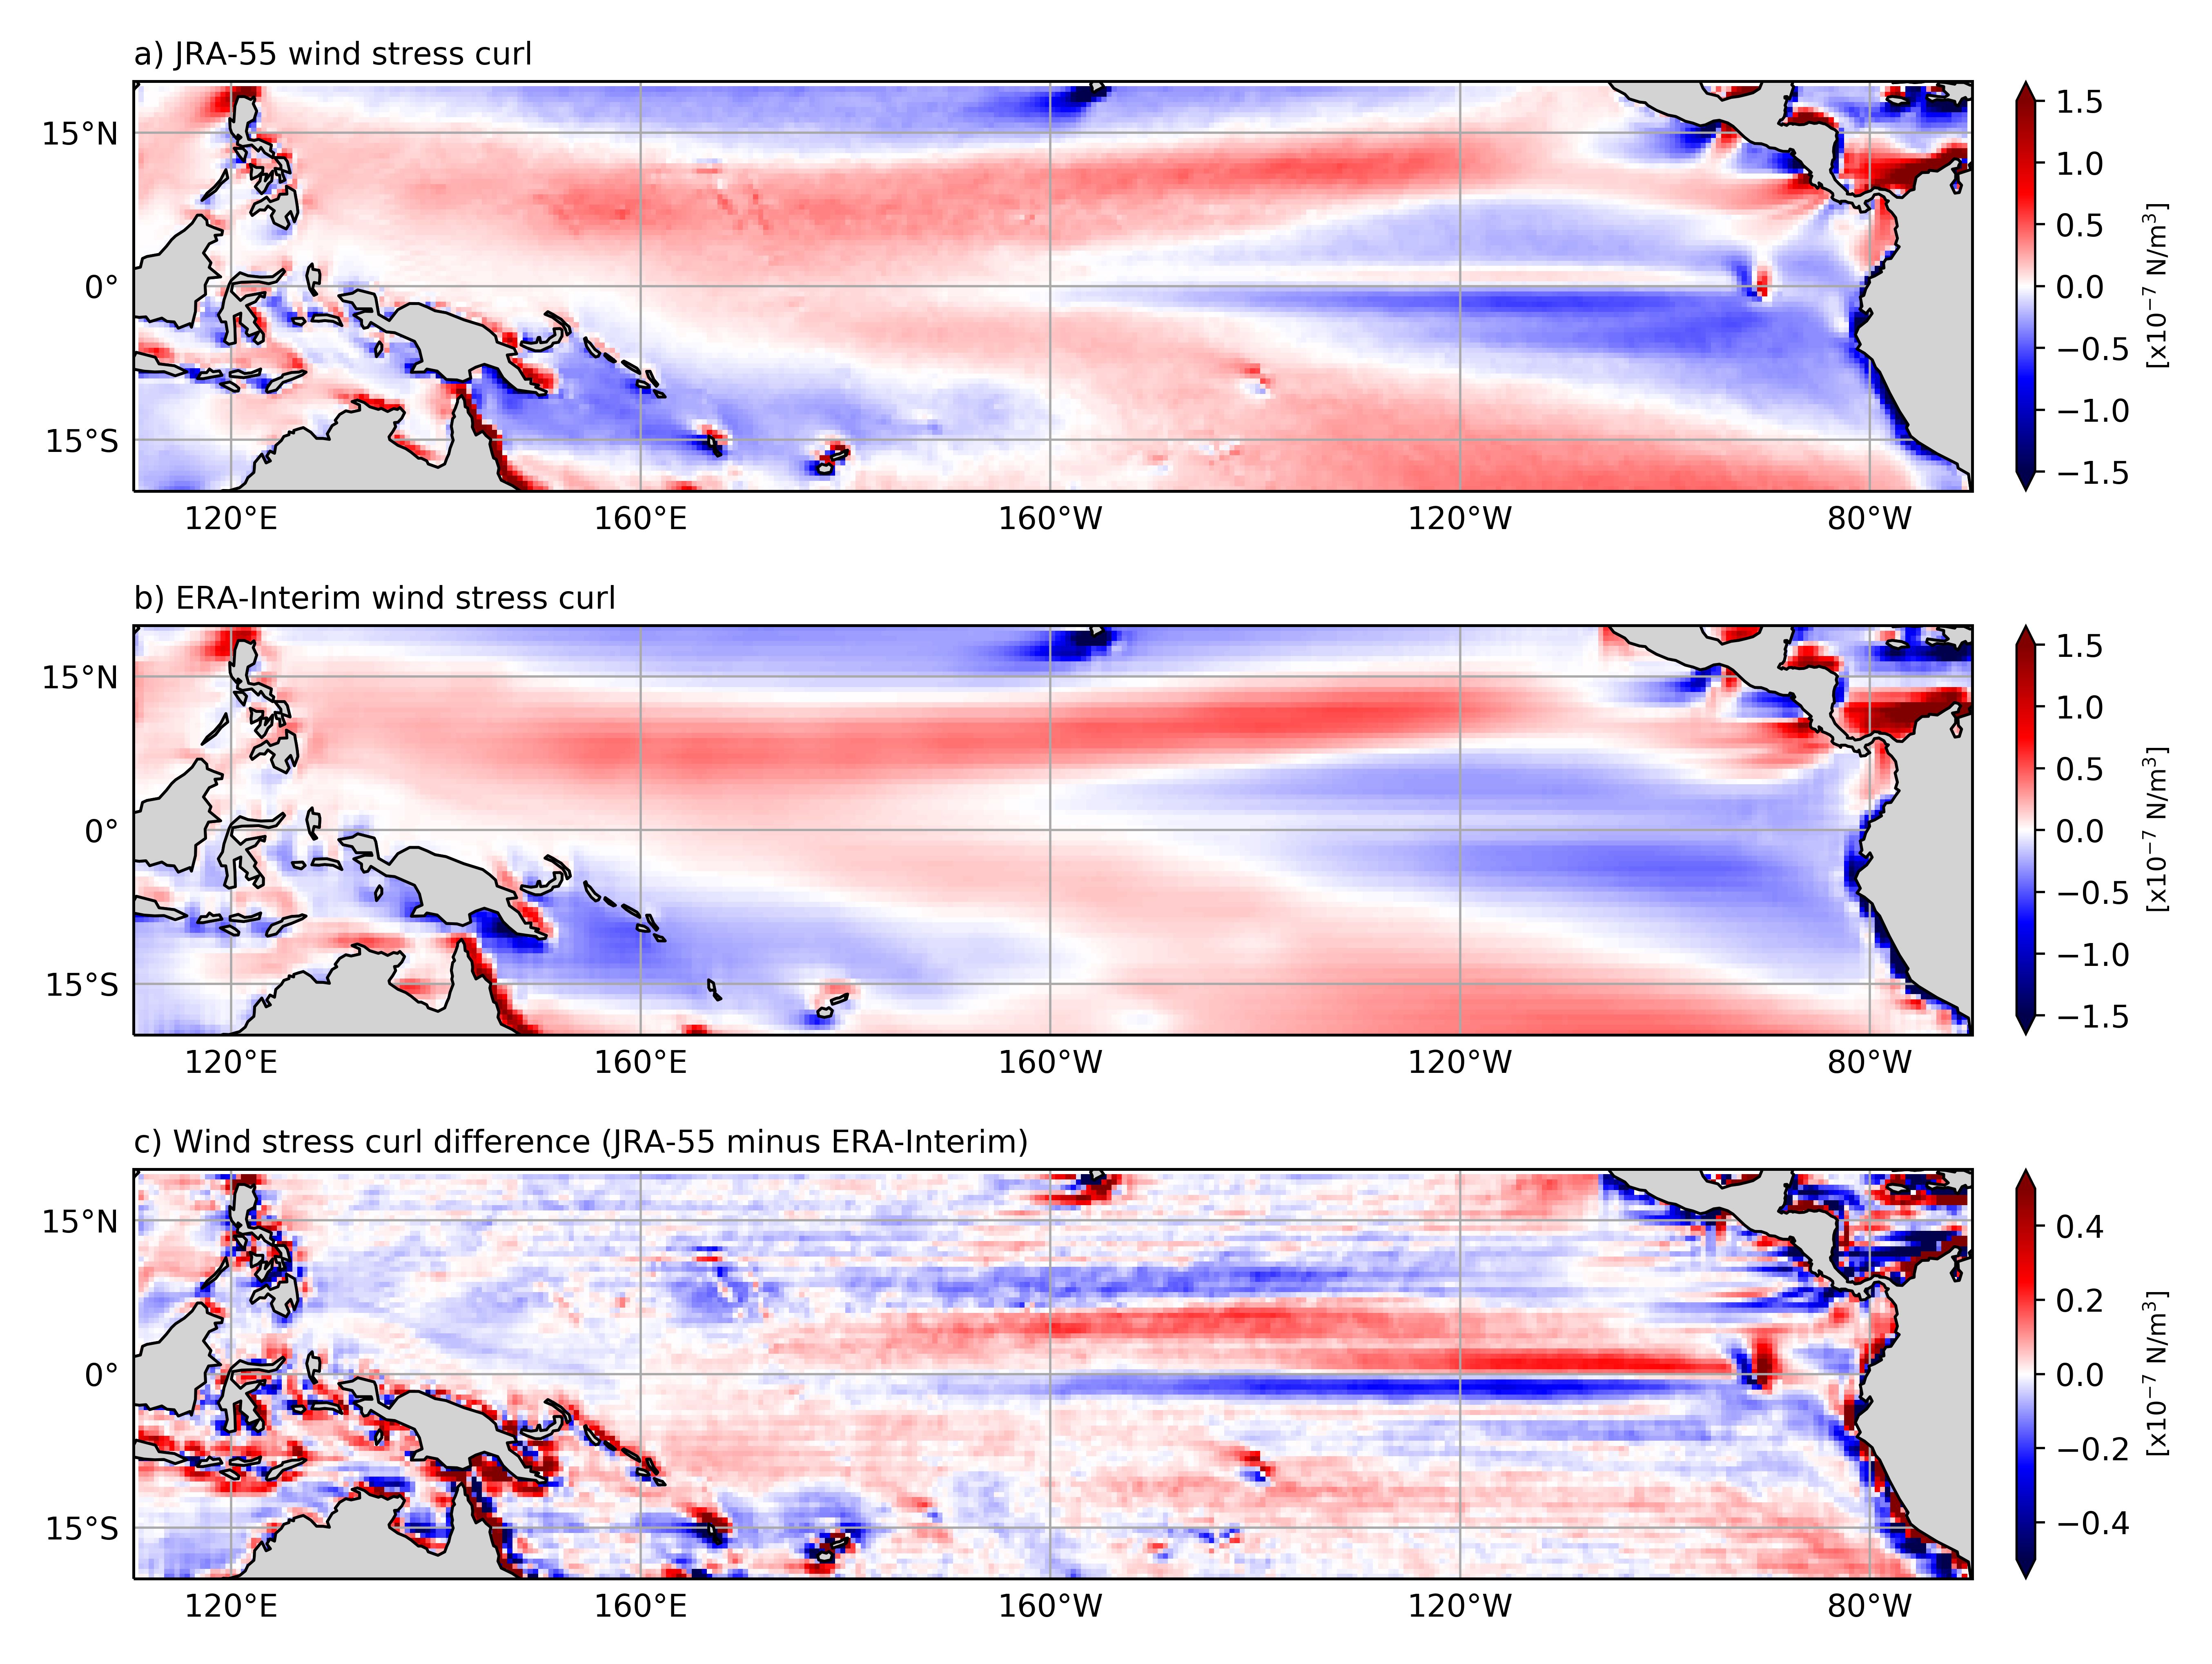 a) JRA-55 wind stress curl
15°N
0°
15°S
120°E 160°E 160°W 120°W 80°W
1.5
1.0
0.5
0.0
−0.5
−1.0
−1.5
[x10⁻⁷ N/m³]
b) ERA-Interim wind stress curl
15°N
0°
15°S
120°E 160°E 160°W 120°W 80°W
1.5
1.0
0.5
0.0
−0.5
−1.0
−1.5
[x10⁻⁷ N/m³]
c) Wind stress curl difference (JRA-55 minus ERA-Interim)
15°N
0°
15°S
120°E 160°E 160°W 120°W 80°W
0.4
0.2
0.0
−0.2
−0.4
[x10⁻⁷ N/m³]